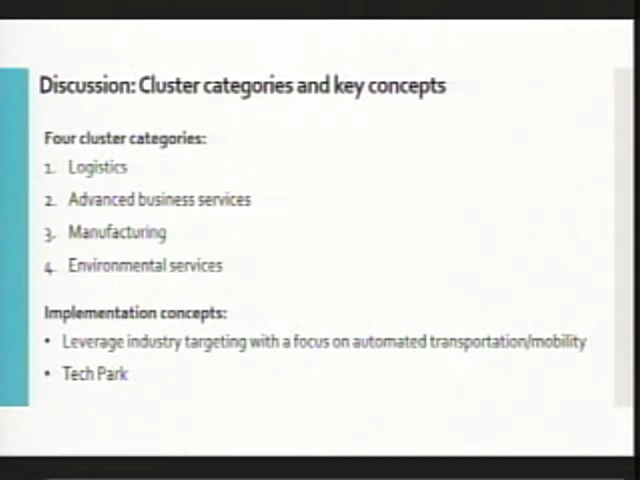 Discussion: Cluster categories and key concepts
Four cluster categories:
1. Logistics
2. Advanced business services
3. Manufacturing
4. Environmental services
Implementation concepts:
• Leverage industry targeting with a focus on automated transportation/mobility
• Tech Park